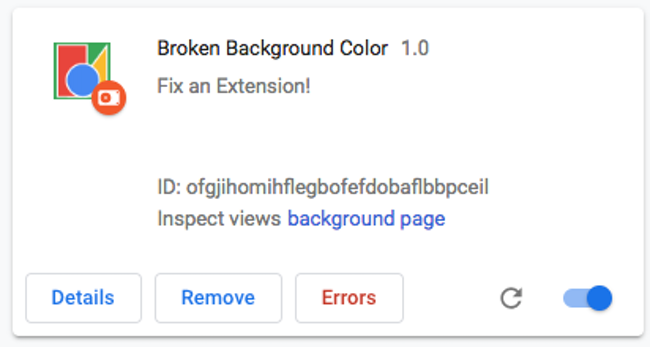 Broken Background Color 1.0
Fix an Extension!
ID: ofgjihomihflegbofefdobaflbbpceil
Inspect views background page
Details Remove Errors